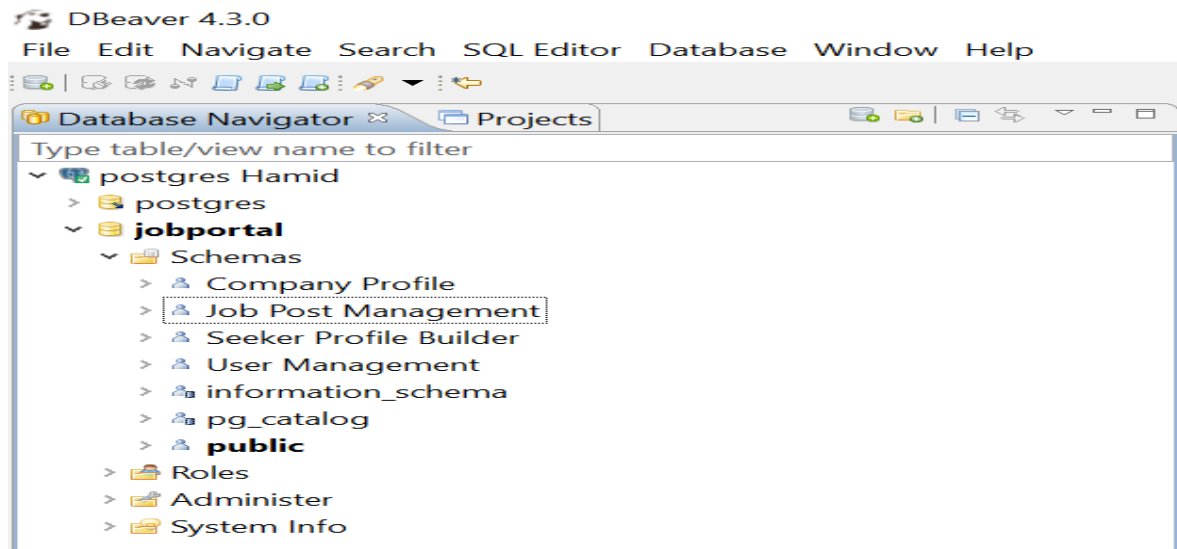 DBeaver 4.3.0
File Edit Navigate Search SQL Editor Database Window Help
Database Navigator Projects
Type table/view name to filter
postgres Hamid
postgres
jobportal
Schemas
Company Profile
Job Post Management
Seeker Profile Builder
User Management
information_schema
pg_catalog
public
Roles
Administer
System Info